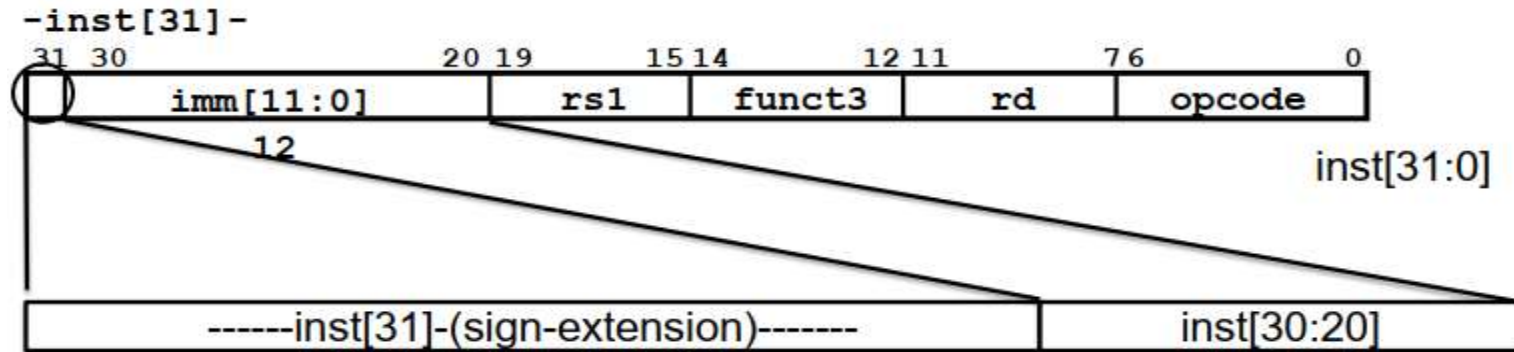 -inst[31]-
31 30 20 19 15 14 12 11 7 6 0
imm[11:0] rs1 funct3 rd opcode
12
inst[31:0]
------inst[31]-(sign-extension)-------  inst[30:20]